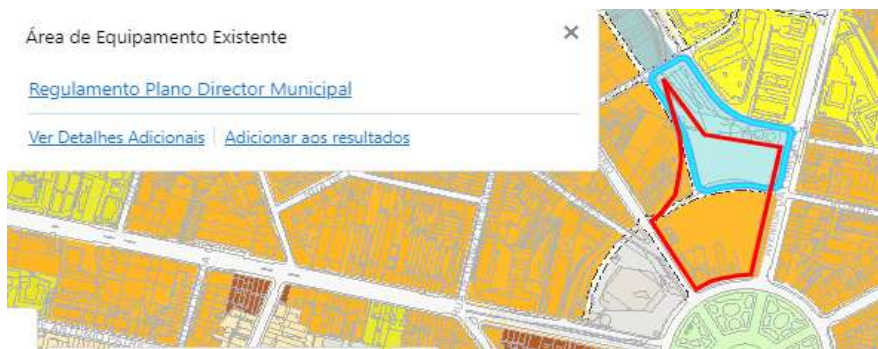 Área de Equipamento Existente
×
Regulamento Plano Director Municipal
Ver Detalhes Adicionais | Adicionar aos resultados